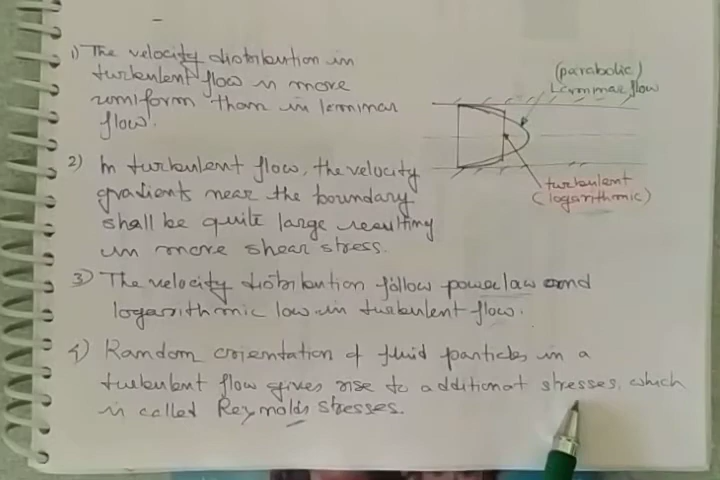 1) The velocity distribution in
turbulent flow is more
uniform than in laminar
flow.
2) In turbulent flow, the velocity
gradients near the boundary
shall be quite large resulting
in more shear stress.
3) The velocity distribution follow power law and
logarithmic law in turbulent flow.
4) Random orientation of fluid particles in a
turbulent flow gives rise to additional stresses, which
is called Reynolds stresses.
(parabolic)
Laminar flow
turbulent
(logarithmic)